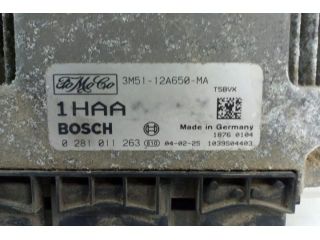 FoMoCo 3M51-12A650-MA
T5BVX
1HAA
BOSCH Made in Germany
1876 0104
0 281 011 263 04-02-25 1039S04403